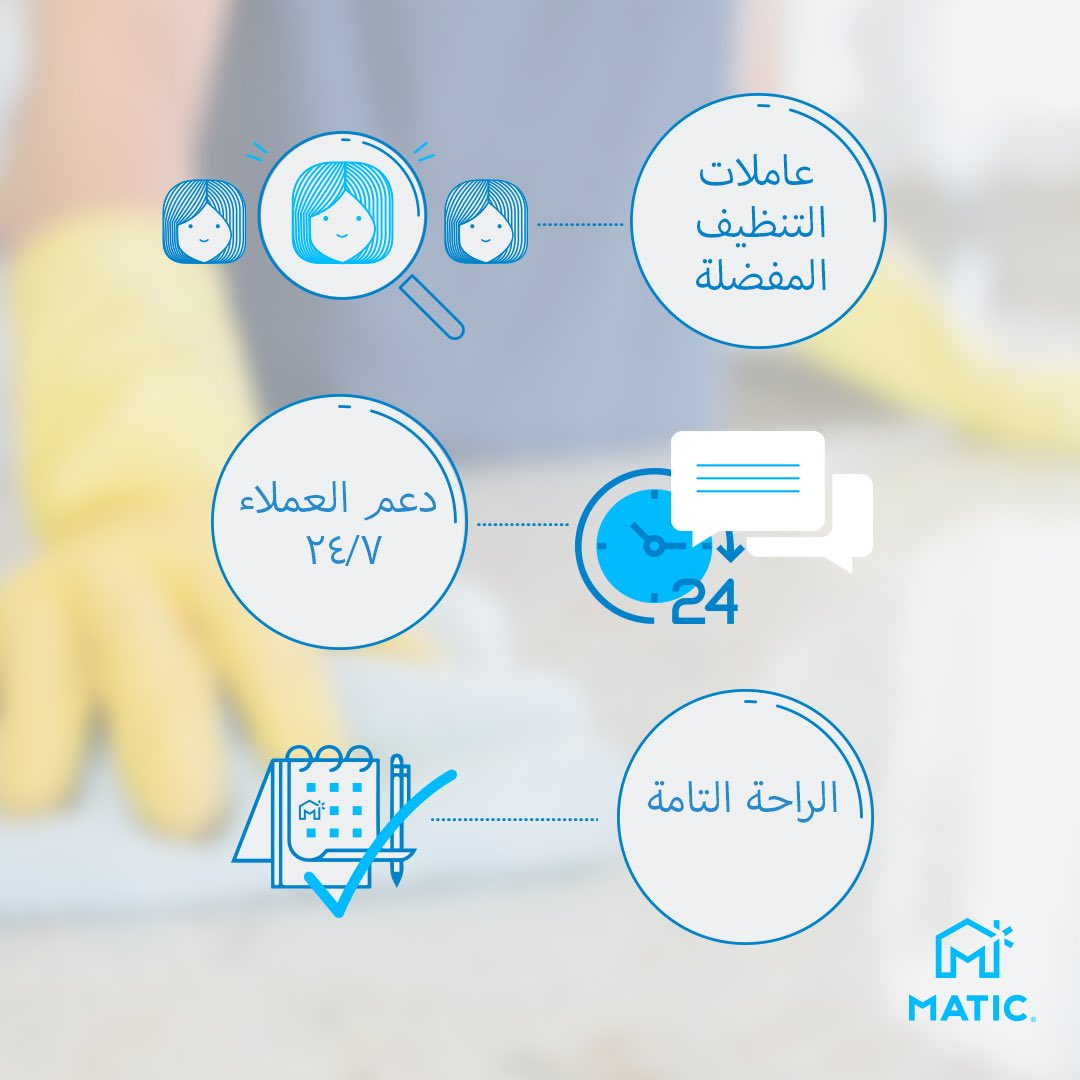 عاملات
التنظيف
المفضلة
دعم العملاء
٢٤/٧
24
الراحة التامة
MATIC®